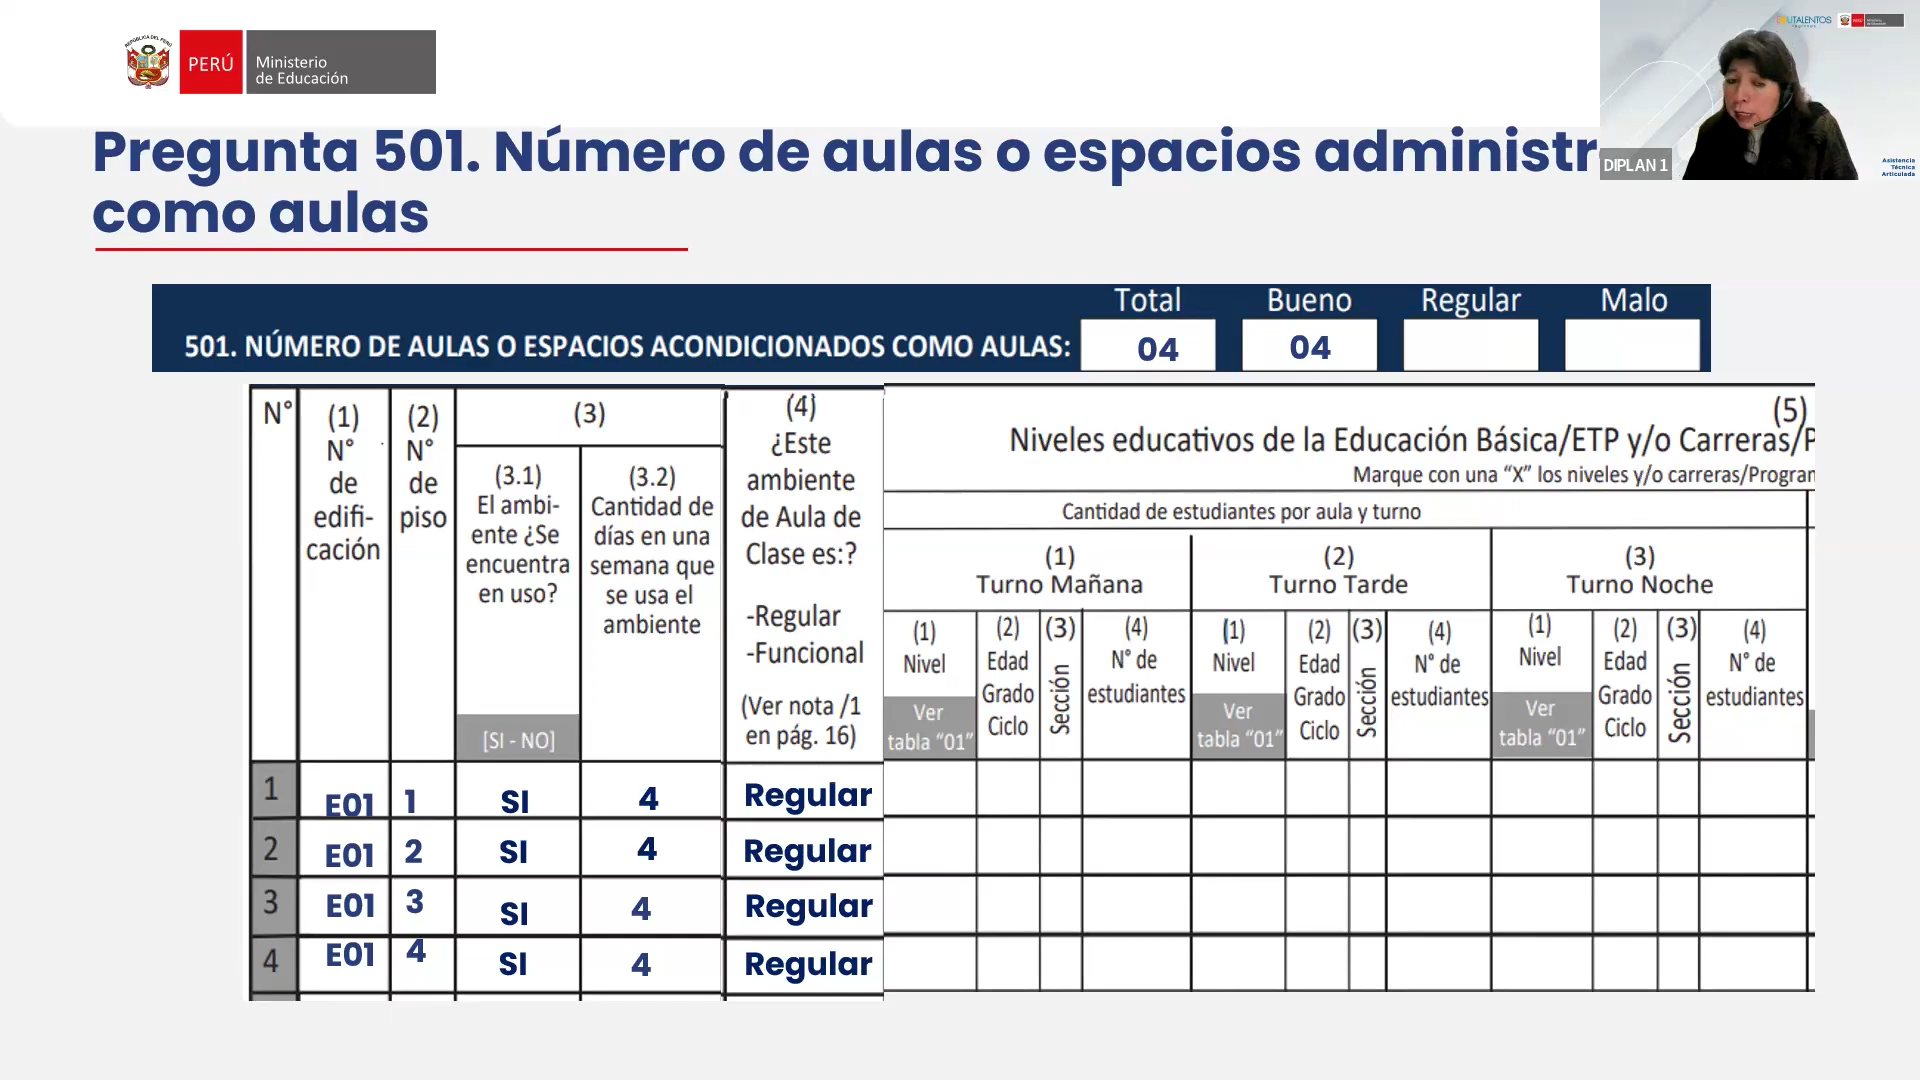 REPÚBLICA DEL PERÚ
PERÚ
Ministerio
de Educación
Pregunta 501. Número de aulas o espacios administr
como aulas
DIPLAN 1
Asistencia
Técnica
Articulada
Total Bueno Regular Malo
501. NÚMERO DE AULAS O ESPACIOS ACONDICIONADOS COMO AULAS: 04 04
N°
(1)
N°
de
edifi-
cación
(2)
N°
de
piso
(3)
(3.1)
El ambi-
ente ¿Se
encuentra
en uso?
[SI - NO]
(3.2)
Cantidad de
días en una
semana que
se usa el
ambiente
(4)
¿Este
ambiente
de Aula de
Clase es:?
-Regular
-Funcional
(Ver nota /1
en pág. 16)
(5)
Niveles educativos de la Educación Básica/ETP y/o Carreras/P
Marque con una “X” los niveles y/o carreras/Program
Cantidad de estudiantes por aula y turno
(1)
Turno Mañana
(2)
Turno Tarde
(3)
Turno Noche
(1)
Nivel
Ver
tabla “01”
(2)
Edad
Grado
Ciclo
(3)
Sección
(4)
N° de
estudiantes
(1)
Nivel
Ver
tabla “01”
(2)
Edad
Grado
Ciclo
(3)
Sección
(4)
N° de
estudiantes
(1)
Nivel
Ver
tabla “01”
(2)
Edad
Grado
Ciclo
(3)
Sección
(4)
N° de
estudiantes
1 E01 1 SI 4 Regular
2 E01 2 SI 4 Regular
3 E01 3 SI 4 Regular
4 E01 4 SI 4 Regular